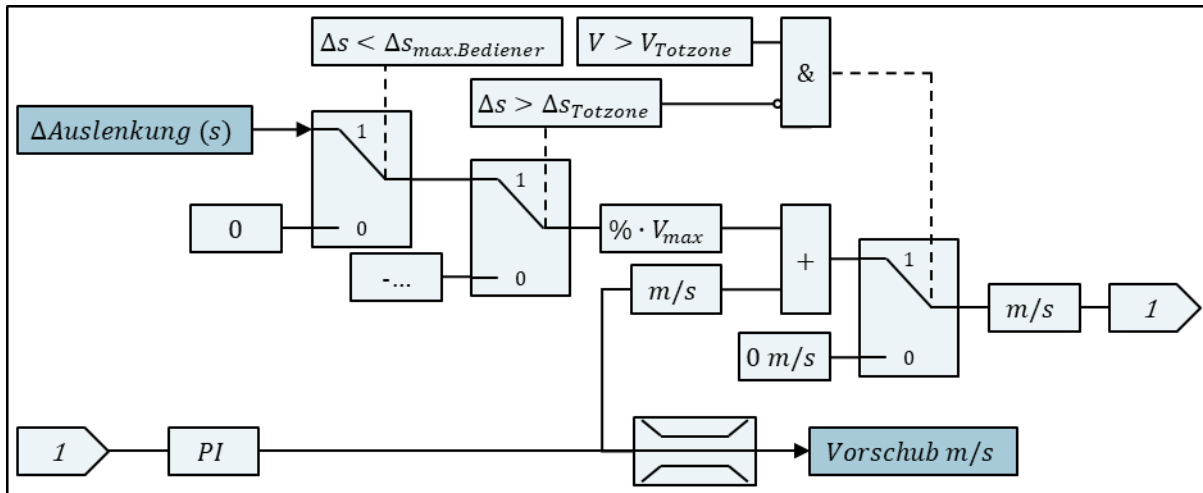 Δs < Δs_max.Bediener
V > V_Totzone
&
Δs > Δs_Totzone
ΔAuslenkung (s)
1
0
0
1
0
-...
% · V_max
m/s
+
1
0
0 m/s
m/s
1
1
PI
Vorschub m/s